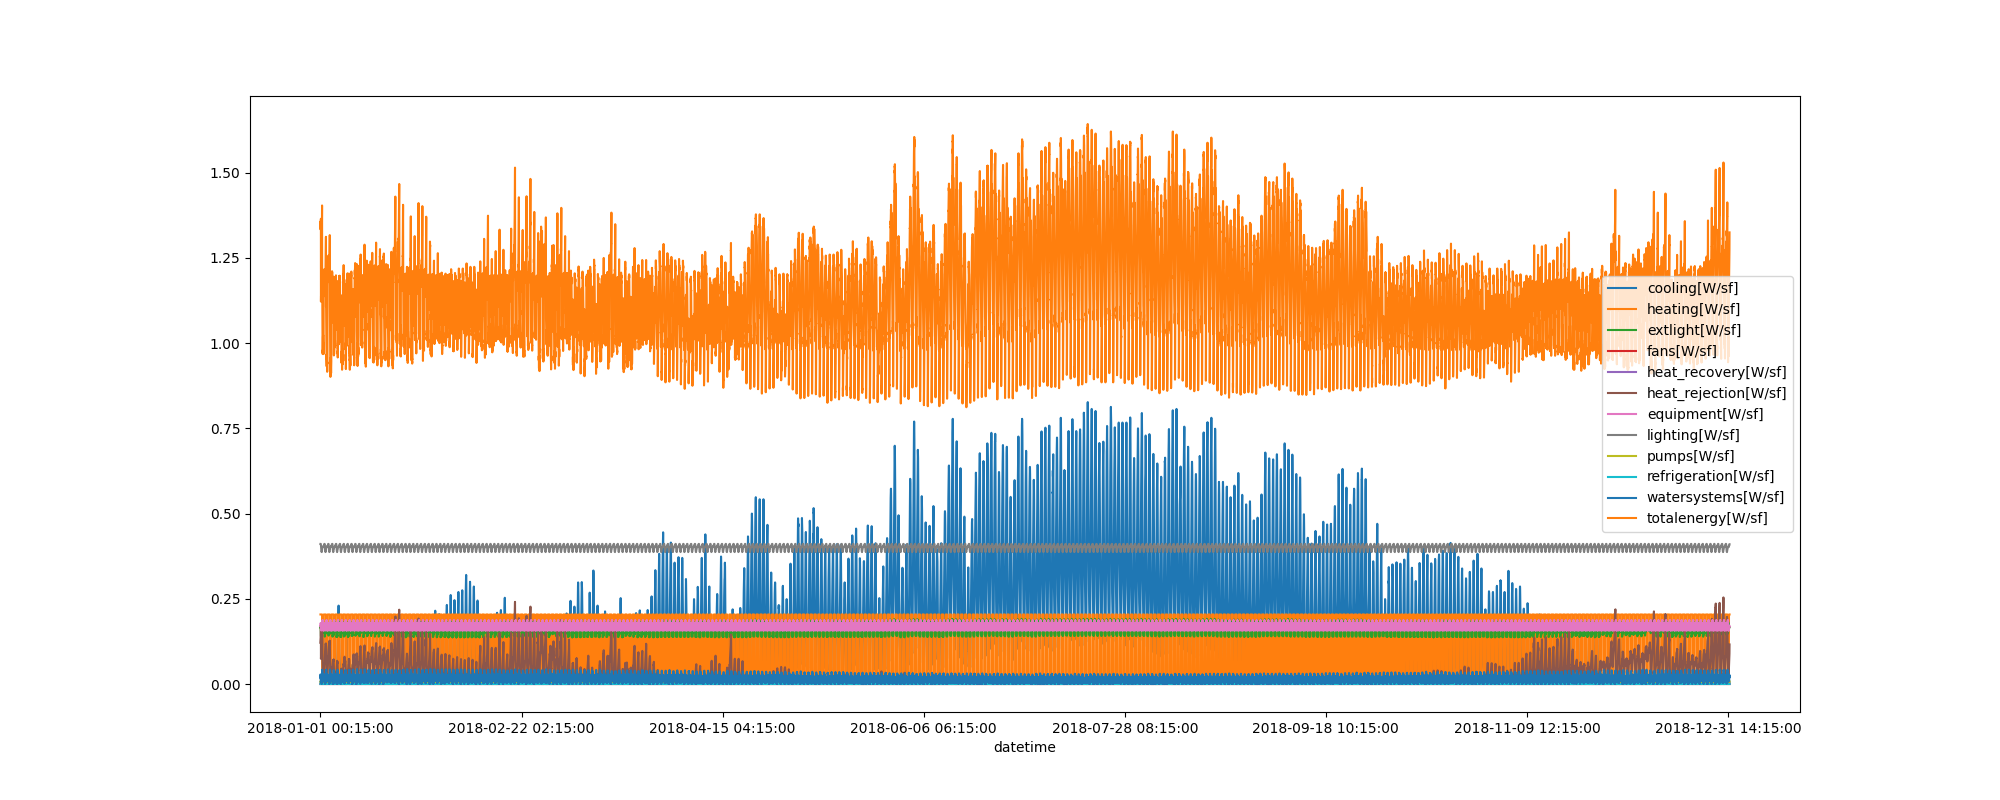 1.50
1.25
1.00
0.75
0.50
0.25
0.00
cooling[W/sf]
heating[W/sf]
extlight[W/sf]
fans[W/sf]
heat_recovery[W/sf]
heat_rejection[W/sf]
equipment[W/sf]
lighting[W/sf]
pumps[W/sf]
refrigeration[W/sf]
watersystems[W/sf]
totalenergy[W/sf]
2018-01-01 00:15:00 2018-02-22 02:15:00 2018-04-15 04:15:00 2018-06-06 06:15:00 2018-07-28 08:15:00 2018-09-18 10:15:00 2018-11-09 12:15:00 2018-12-31 14:15:00
datetime